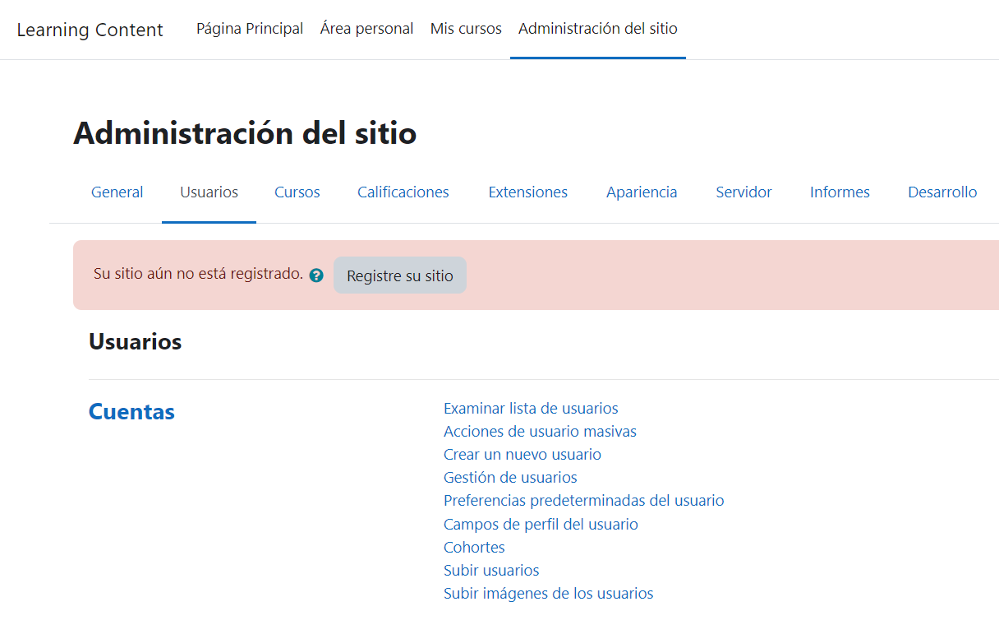 Learning Content Página Principal Área personal Mis cursos Administración del sitio
Administración del sitio
General Usuarios Cursos Calificaciones Extensiones Apariencia Servidor Informes Desarrollo
Su sitio aún no está registrado. ? Registre su sitio
Usuarios
Cuentas
Examinar lista de usuarios
Acciones de usuario masivas
Crear un nuevo usuario
Gestión de usuarios
Preferencias predeterminadas del usuario
Campos de perfil del usuario
Cohortes
Subir usuarios
Subir imágenes de los usuarios